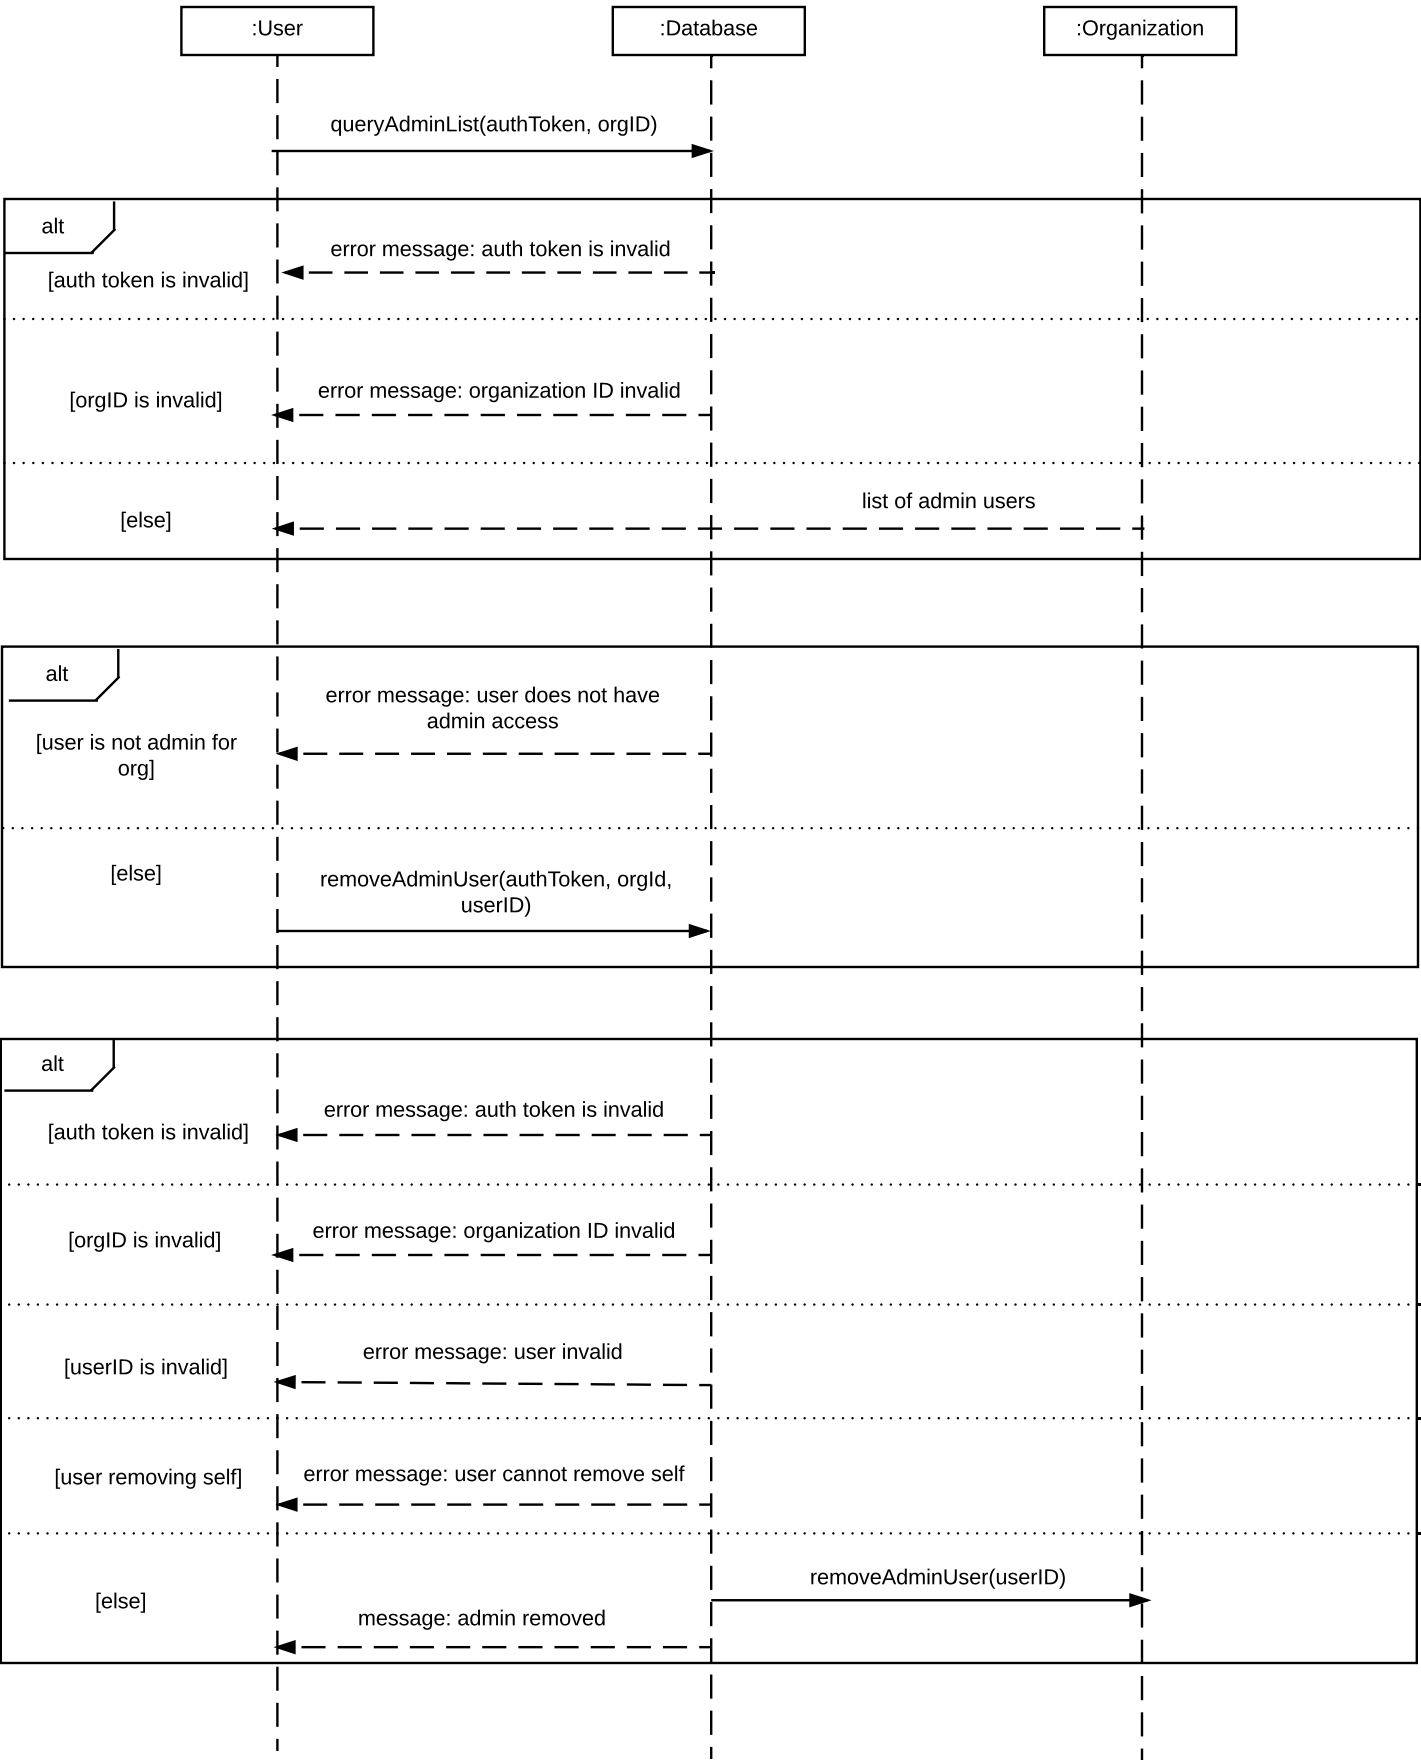 :User
:Database
:Organization
queryAdminList(authToken, orgID)
alt
error message: auth token is invalid
[auth token is invalid]
error message: organization ID invalid
[orgID is invalid]
list of admin users
[else]
alt
error message: user does not have
admin access
[user is not admin for
org]
[else]
removeAdminUser(authToken, orgId,
userID)
alt
error message: auth token is invalid
[auth token is invalid]
error message: organization ID invalid
[orgID is invalid]
error message: user invalid
[userID is invalid]
error message: user cannot remove self
[user removing self]
removeAdminUser(userID)
[else]
message: admin removed